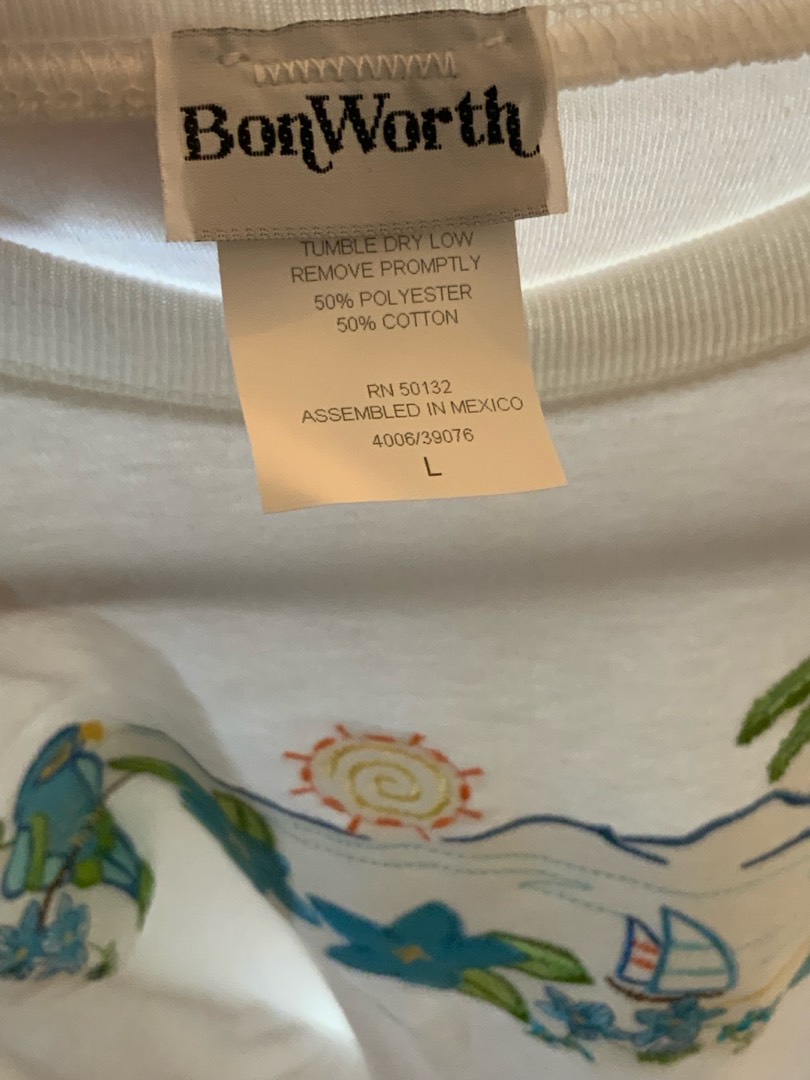 BonWorth
TUMBLE DRY LOW
REMOVE PROMPTLY
50% POLYESTER
50% COTTON
RN 50132
ASSEMBLED IN MEXICO
4006/39076
L